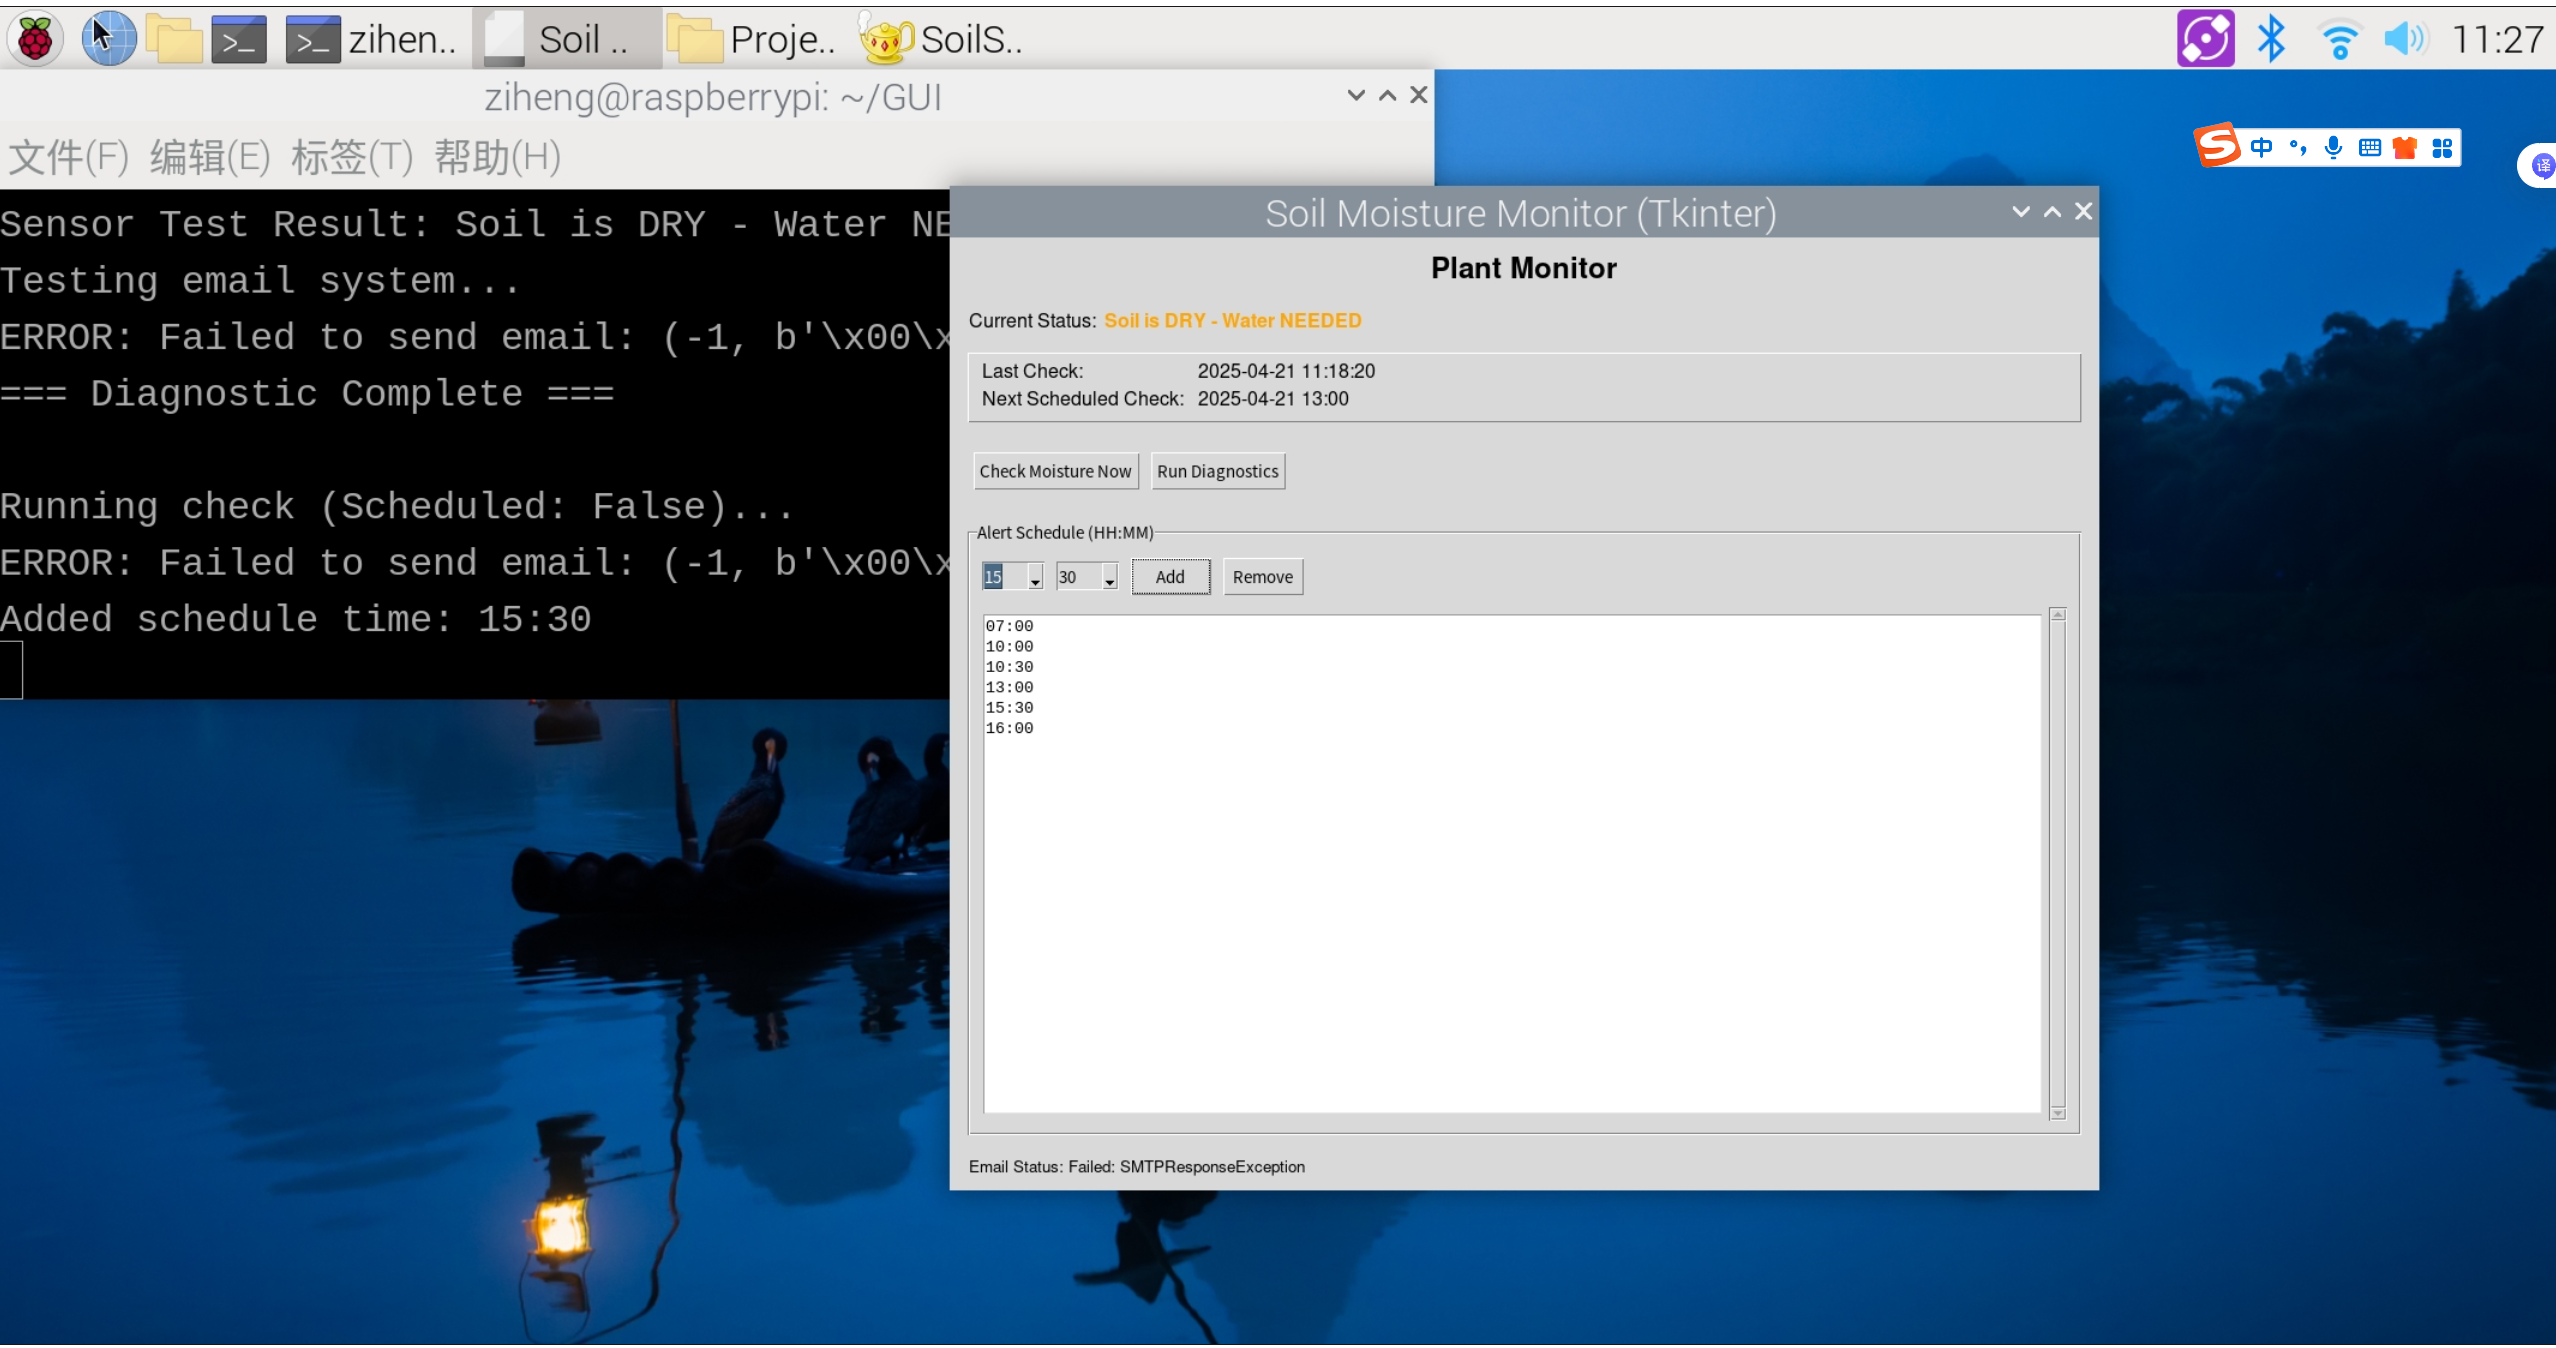 zihen..
Soil ..
Proje..
SoilS..
11:27
ziheng@raspberrypi: ~/GUI
文件(F) 编辑(E) 标签(T) 帮助(H)
中
译
Sensor Test Result: Soil is DRY - Water NE
Testing email system...
ERROR: Failed to send email: (-1, b'\x00\x
=== Diagnostic Complete ===
Running check (Scheduled: False)...
ERROR: Failed to send email: (-1, b'\x00\x
Added schedule time: 15:30
Soil Moisture Monitor (Tkinter)
Plant Monitor
Current Status: Soil is DRY - Water NEEDED
Last Check: 2025-04-21 11:18:20
Next Scheduled Check: 2025-04-21 13:00
Check Moisture Now Run Diagnostics
Alert Schedule (HH:MM)
15 30 Add Remove
07:00
10:00
10:30
13:00
15:30
16:00
Email Status: Failed: SMTPResponseException